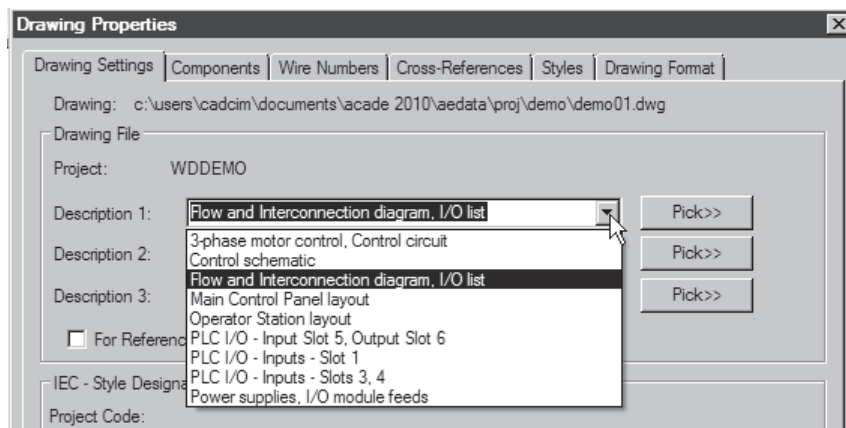 Drawing Properties
Drawing Settings Components Wire Numbers Cross-References Styles Drawing Format
Drawing: c:\users\cadcim\documents\acade 2010\aedata\proj\demo\demo01.dwg
Drawing File
Project: WDDEMO
Description 1: Flow and Interconnection diagram, I/O list Pick>>
3-phase motor control, Control circuit
Description 2: Control schematic Pick>>
Flow and Interconnection diagram, I/O list
Description 3: Main Control Panel layout Pick>>
Operator Station layout
For Referenc PLC I/O - Input Slot 5, Output Slot 6
PLC I/O - Inputs - Slot 1
IEC - Style Designa PLC I/O - Inputs - Slots 3, 4
Power supplies, I/O module feeds
Project Code: